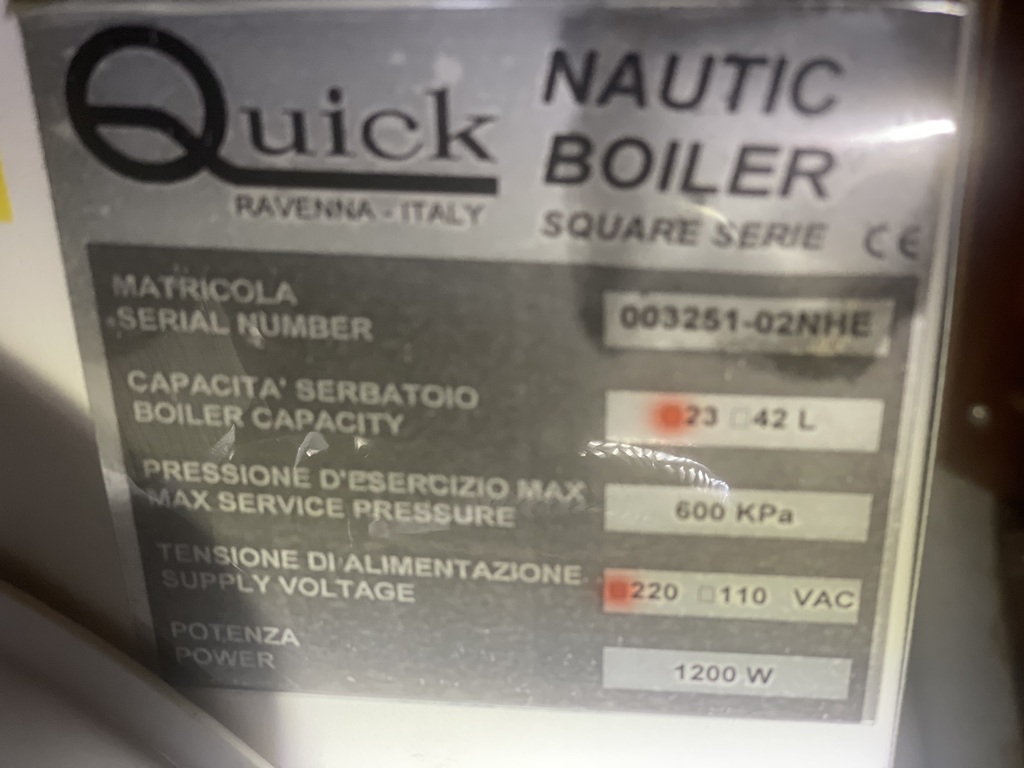 Quick
RAVENNA - ITALY
NAUTIC
BOILER
SQUARE SERIE CE
MATRICOLA
SERIAL NUMBER
003251-02NHE
CAPACITA' SERBATOIO
BOILER CAPACITY
23 □42 L
PRESSIONE D'ESERCIZIO MAX
MAX SERVICE PRESSURE
600 KPa
TENSIONE DI ALIMENTAZIONE
SUPPLY VOLTAGE
220 □110 VAC
POTENZA
POWER
1200 W